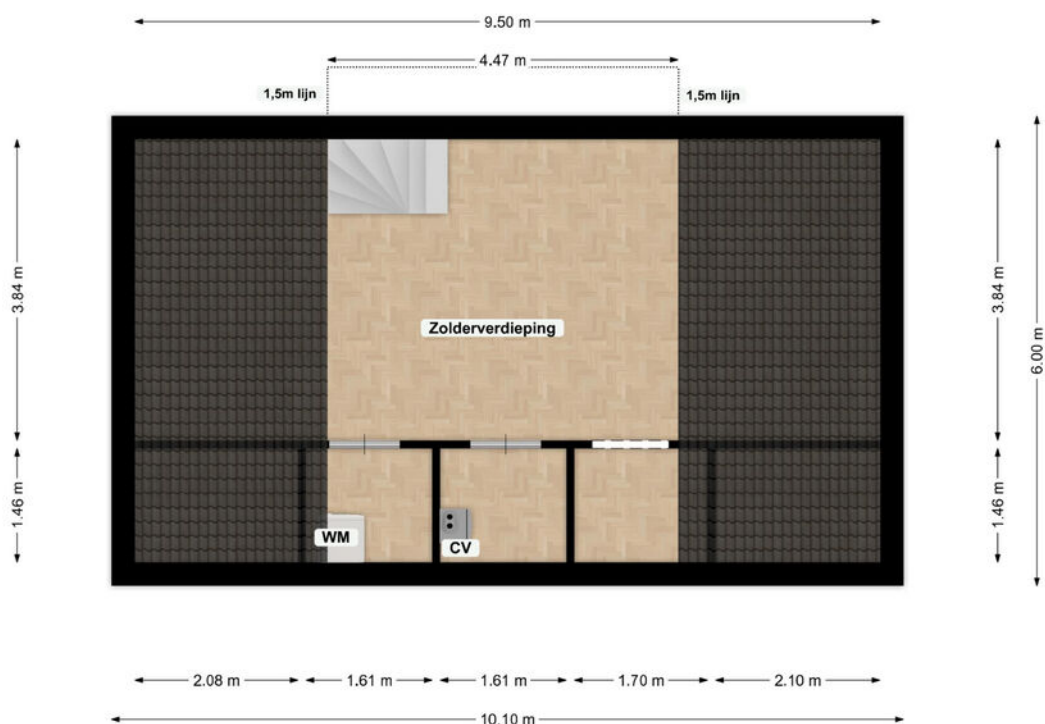 9.50 m
4.47 m
1,5m lijn
1,5m lijn
3.84 m
3.84 m
6.00 m
Zolderverdieping
1.46 m
1.46 m
WM
CV
2.08 m
1.61 m
1.61 m
1.70 m
2.10 m
10.10 m